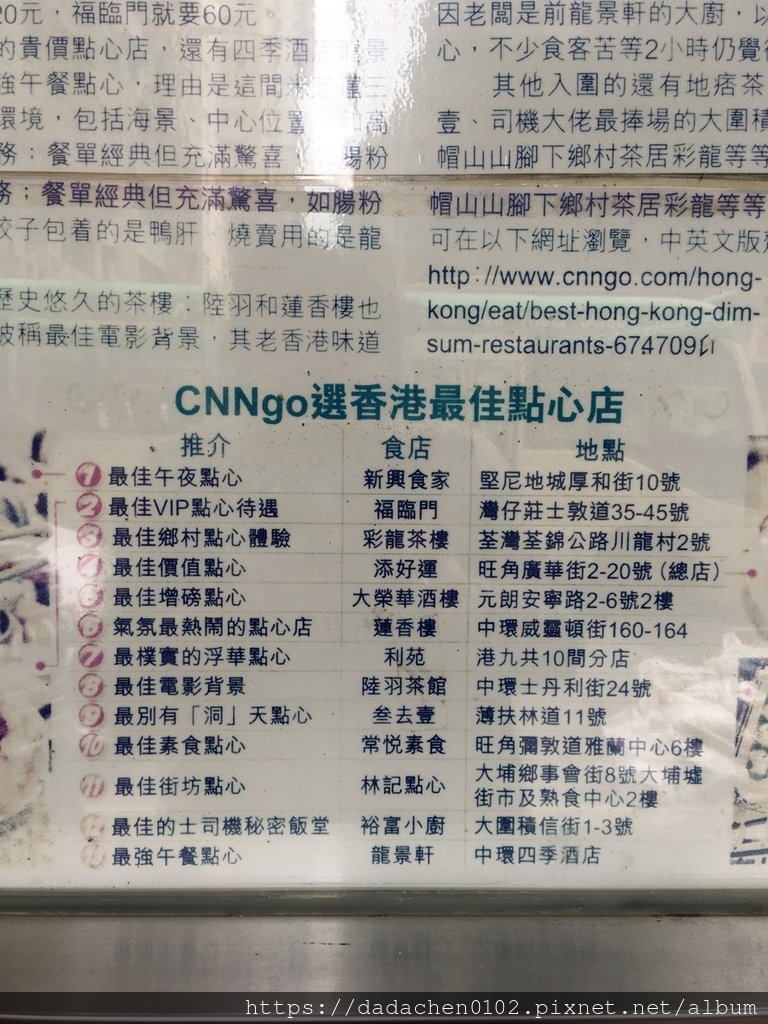 20元，福臨門就要60元。
的貴價點心店，還有四季酒店龍景
強午餐點心，理由是這間米芝蓮三
環境，包括海景、中心位置
務；餐單經典但充滿驚喜，如腸粉
務；餐單經典但充滿驚喜，如腸粉
餃子包着的是鴨肝、燒賣用的是龍
歷史悠久的茶樓：陸羽和蓮香樓也
被稱最佳電影背景，其老香港味道
因老闆是前龍景軒的大廚，以
心，不少食客苦等2小時仍覺
其他入圍的還有地痞茶
壹、司機大佬最捧場的大圍積
帽山山腳下鄉村茶居彩龍等等
帽山山腳下鄉村茶居彩龍等等
可在以下網址瀏覽，中英文版
http://www.cnngo.com/hong-
kong/eat/best-hong-kong-dim-
sum-restaurants-674709
CNNgo選香港最佳點心店
推介 食店 地點
1 最佳午夜點心 新興食家 堅尼地城厚和街10號
2 最佳VIP點心待遇 福臨門 灣仔莊士敦道35-45號
3 最佳鄉村點心體驗 彩龍茶樓 荃灣荃錦公路川龍村2號
4 最佳價值點心 添好運 旺角廣華街2-20號（總店）
5 最佳增磅點心 大榮華酒樓 元朗安寧路2-6號2樓
6 氣氛最熱鬧的點心店 蓮香樓 中環威靈頓街160-164
7 最樸實的浮華點心 利苑 港九共10間分店
8 最佳電影背景 陸羽茶館 中環士丹利街24號
9 最別有「洞」天點心 叁去壹 薄扶林道11號
10 最佳素食點心 常悅素食 旺角彌敦道雅蘭中心6樓
11 最佳街坊點心 林記點心 大埔鄉事會街8號大埔墟
街市及熟食中心2樓
12 最佳的士司機秘密飯堂 裕富小廚 大圍積信街1-3號
13 最強午餐點心 龍景軒 中環四季酒店
https://dadachen0102.pixnet.net/album